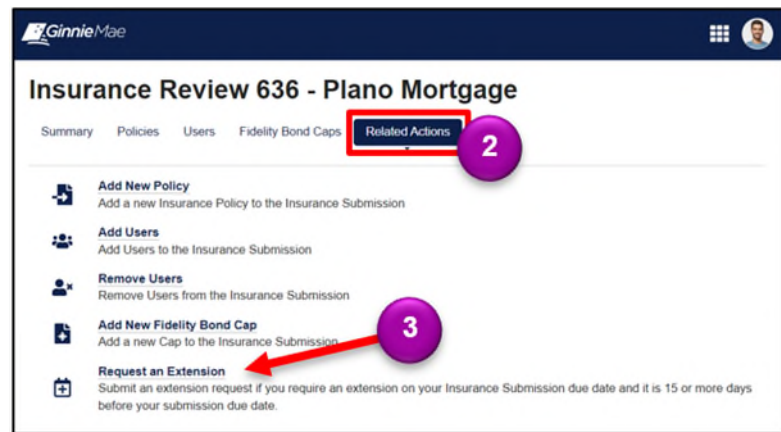 GinnieMae
Insurance Review 636 - Plano Mortgage
Summary Policies Users Fidelity Bond Caps Related Actions
2
Add New Policy
Add a new Insurance Policy to the Insurance Submission
Add Users
Add Users to the Insurance Submission
Remove Users
Remove Users from the Insurance Submission
Add New Fidelity Bond Cap
Add a new Cap to the Insurance Submission
3
Request an Extension
Submit an extension request if you require an extension on your Insurance Submission due date and it is 15 or more days
before your submission due date.